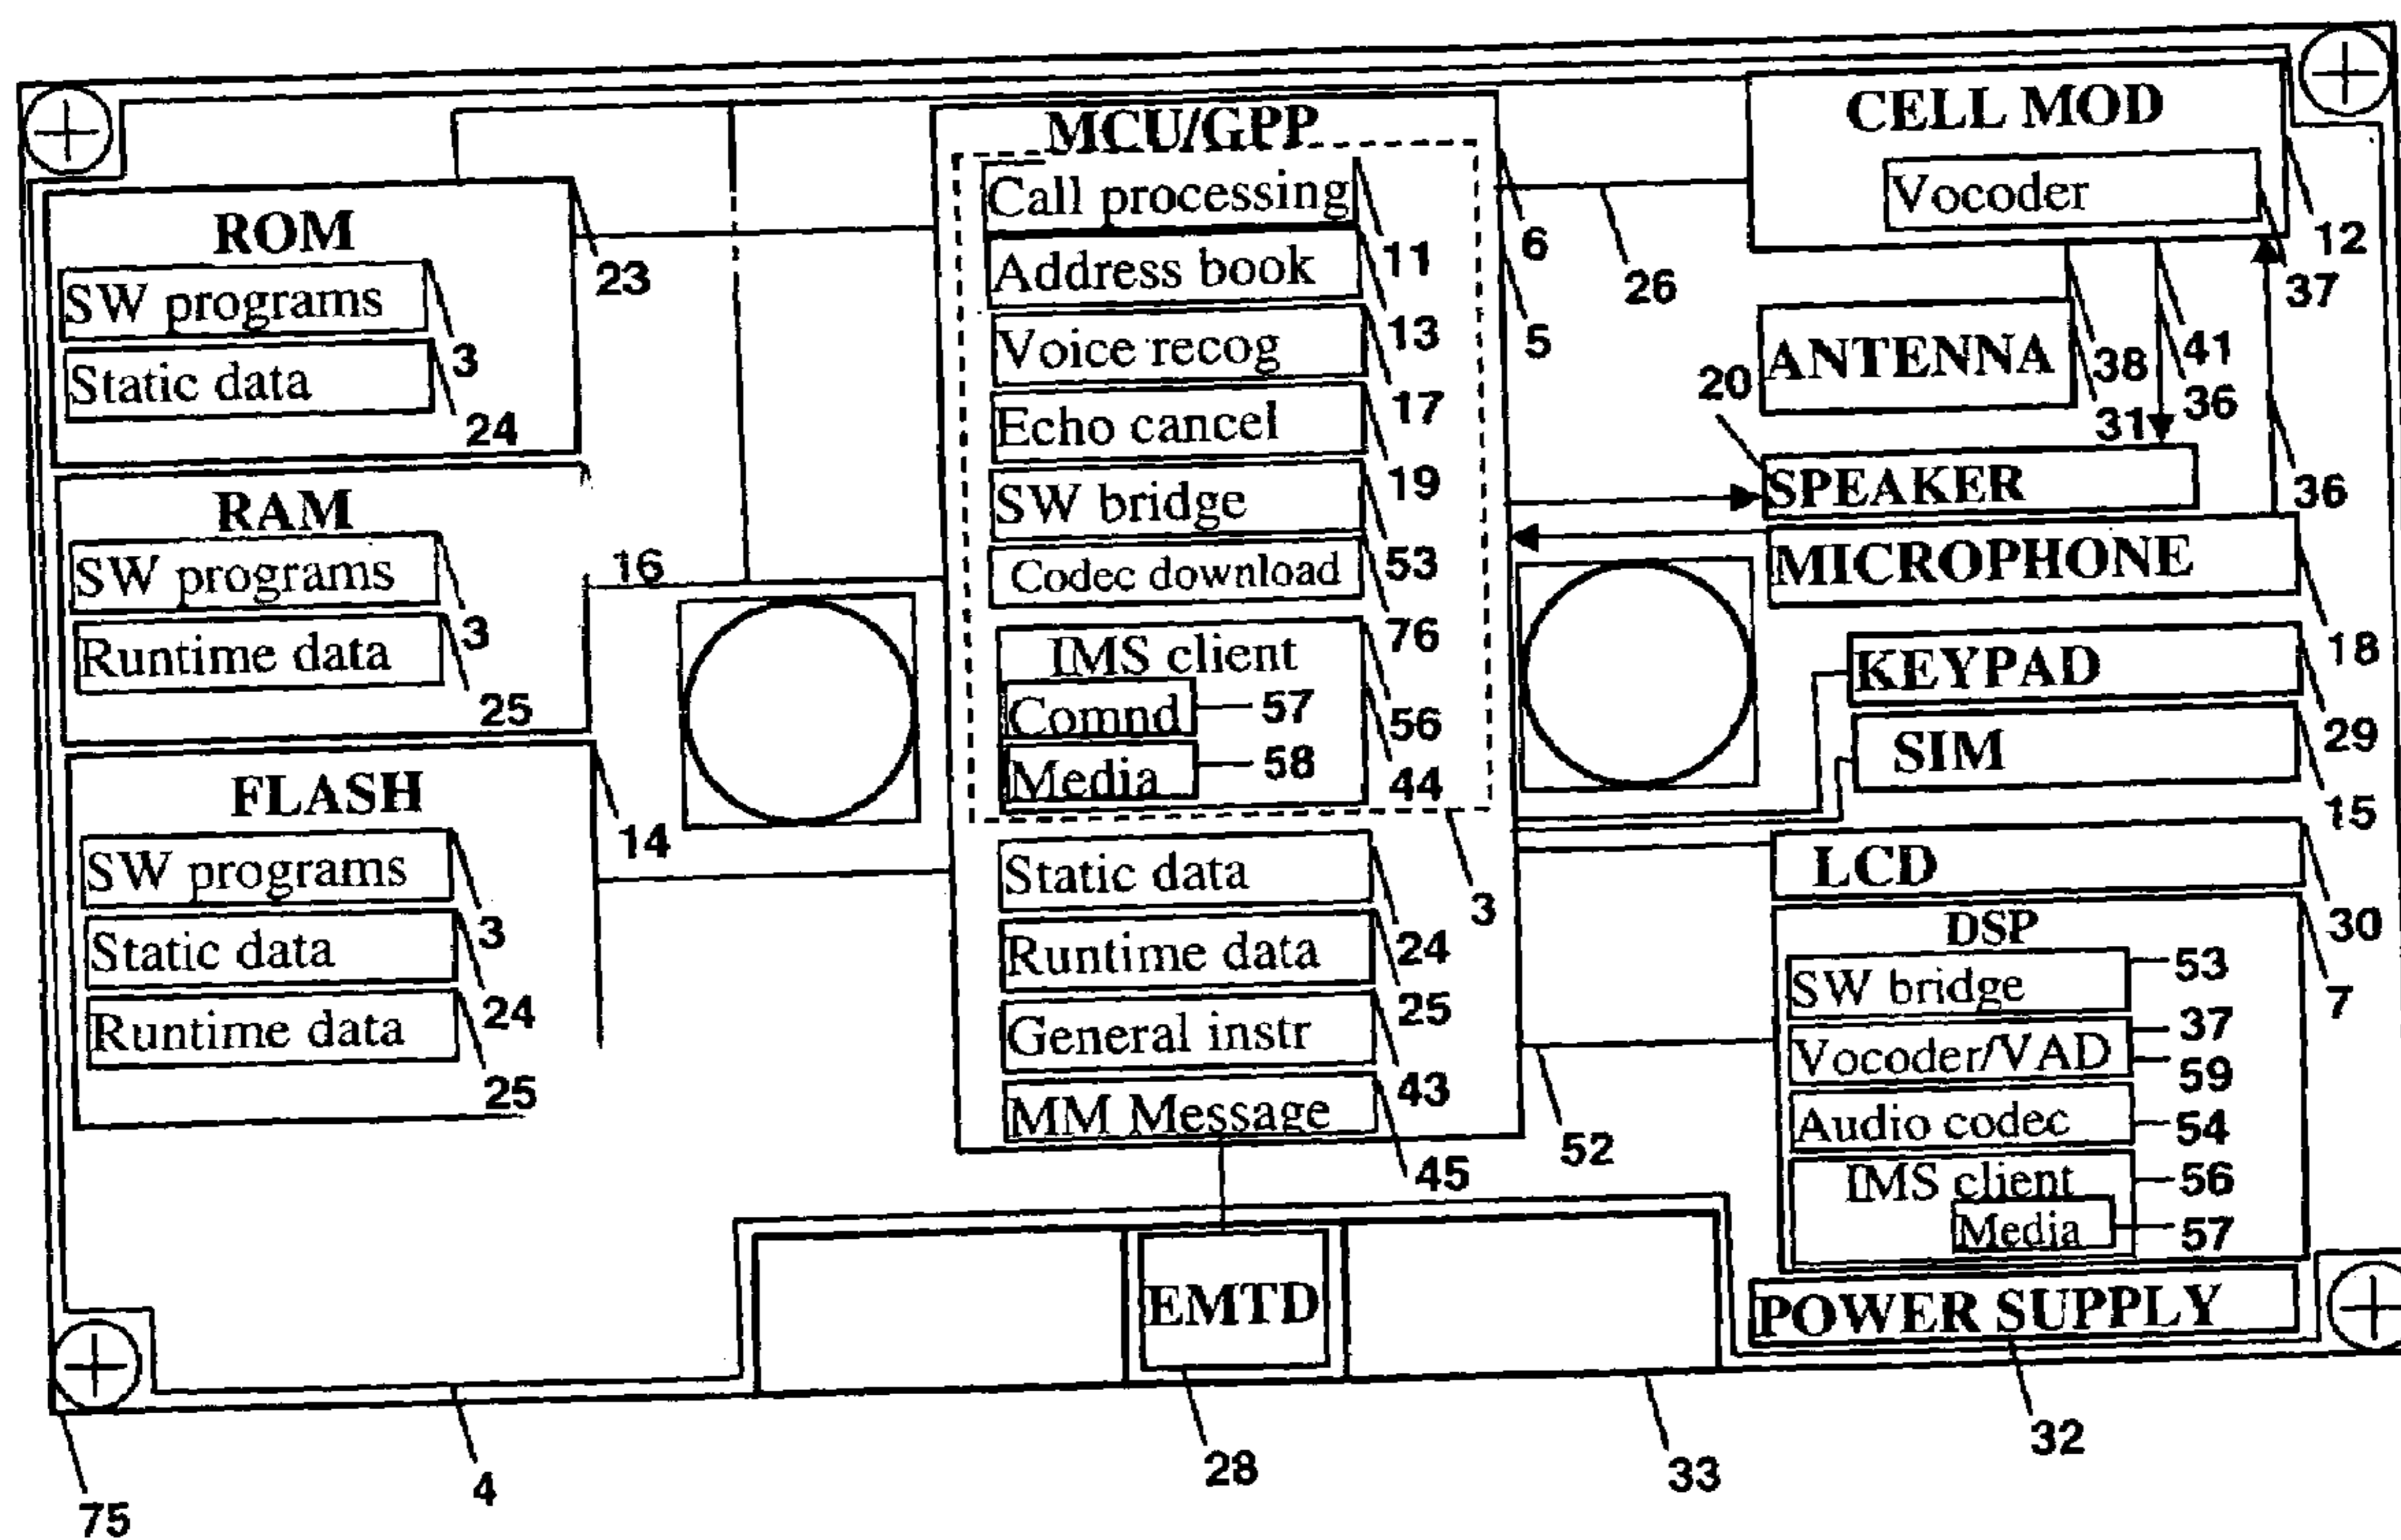 ROM
SW programs
3
Static data
24
23
RAM
SW programs
3
Runtime data
25
16
FLASH
SW programs
3
Static data
24
Runtime data
25
14
MCU/GPP
Call processing
11
Address book
13
Voice recog
17
Echo cancel
19
SW bridge
53
Codec download
76
IMS client
56
Comnd
57
Media
58
44
3
Static data
24
Runtime data
25
General instr
43
MM Message
45
6
5
26
CELL MOD
Vocoder
12
37
ANTENNA
38
31
41
36
20
SPEAKER
36
MICROPHONE
18
KEYPAD
29
SIM
15
LCD
30
DSP
7
SW bridge
53
Vocoder/VAD
37
59
Audio codec
54
IMS client
56
Media
57
52
POWER SUPPLY
32
EMTD
28
33
4
75